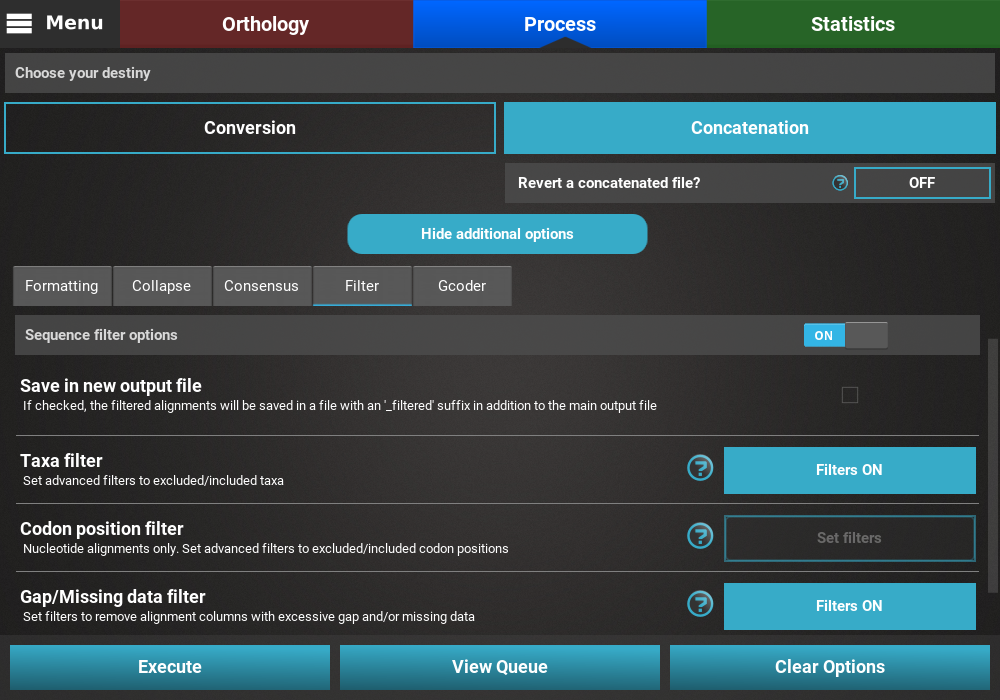 Menu
Orthology
Process
Statistics
Choose your destiny
Conversion
Concatenation
Revert a concatenated file?
?
OFF
Hide additional options
Formatting
Collapse
Consensus
Filter
Gcoder
Sequence filter options
ON
Save in new output file
If checked, the filtered alignments will be saved in a file with an '_filtered' suffix in addition to the main output file
Taxa filter
Set advanced filters to excluded/included taxa
?
Filters ON
Codon position filter
Nucleotide alignments only. Set advanced filters to excluded/included codon positions
?
Set filters
Gap/Missing data filter
Set filters to remove alignment columns with excessive gap and/or missing data
?
Filters ON
Execute
View Queue
Clear Options